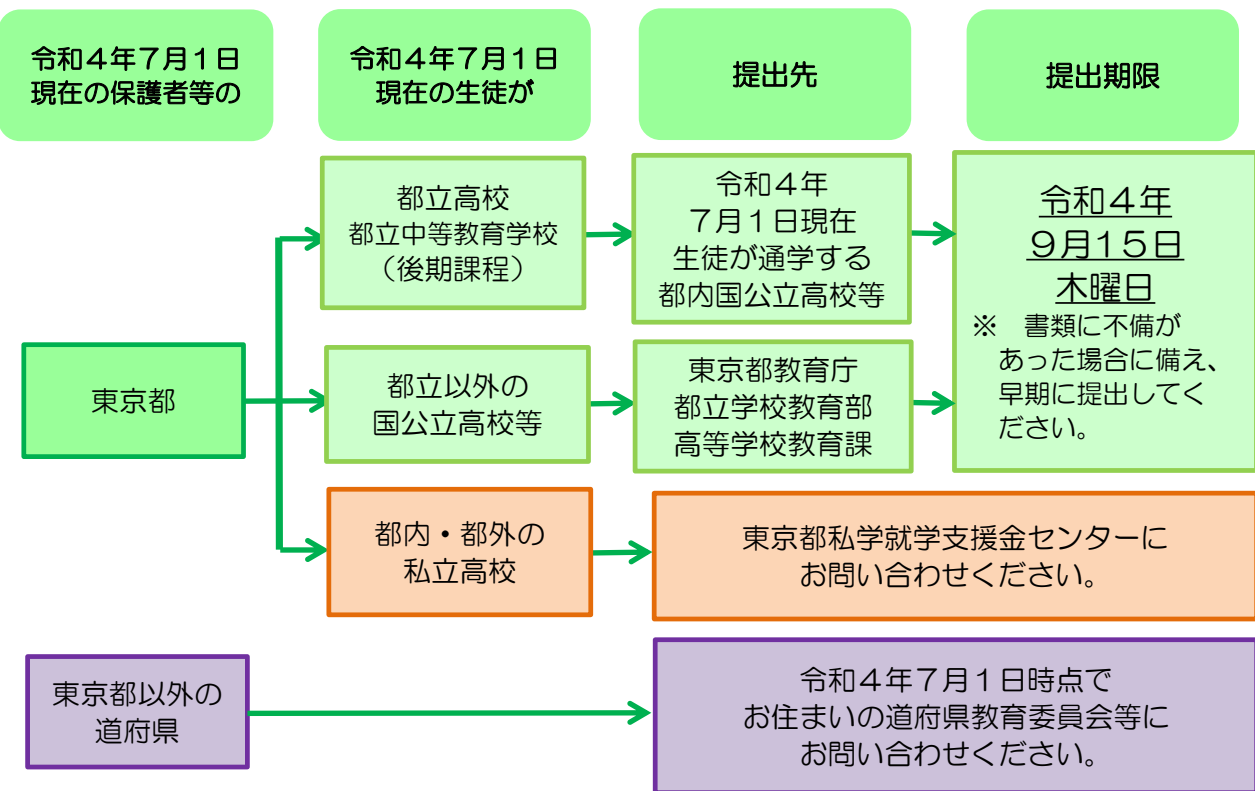 令和４年７月１日
現在の保護者等の
令和４年７月１日
現在の生徒が
提出先
提出期限
東京都
都立高校
都立中等教育学校
（後期課程）
令和４年
７月１日現在
生徒が通学する
都内国公立高校等
令和４年
９月15日
木曜日
※　書類に不備が
あった場合に備え、
早期に提出してく
ださい。
都立以外の
国公立高校等
東京都教育庁
都立学校教育部
高等学校教育課
都内・都外の
私立高校
東京都私学就学支援金センターに
お問い合わせください。
東京都以外の
道府県
令和４年７月１日時点で
お住まいの道府県教育委員会等に
お問い合わせください。